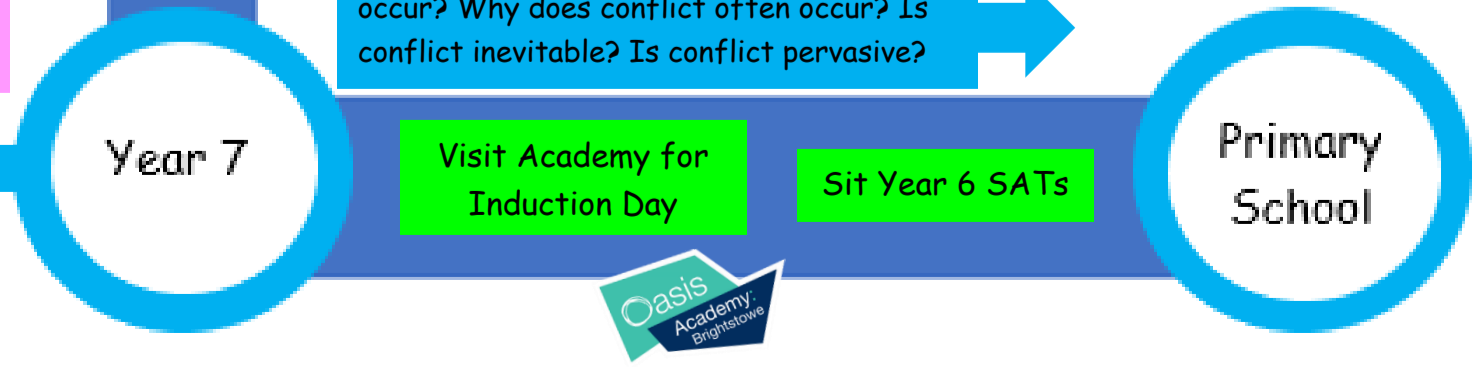 occur? Why does conflict often occur? Is
conflict inevitable? Is conflict pervasive?
Year 7
Visit Academy for
Induction Day
Sit Year 6 SATs
Primary
School
Oasis
Academy:
Brightstowe